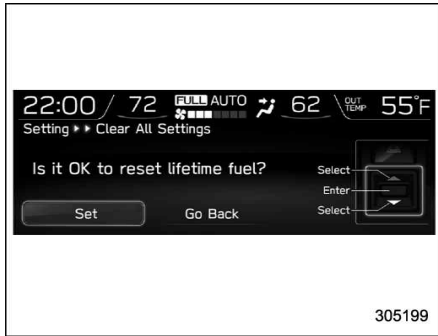 22:00 / 72 FULL AUTO 62 OUT TEMP 55°F
Setting ▸▸ Clear All Settings
Is it OK to reset lifetime fuel?
Select
Enter
Select
Set Go Back
305199